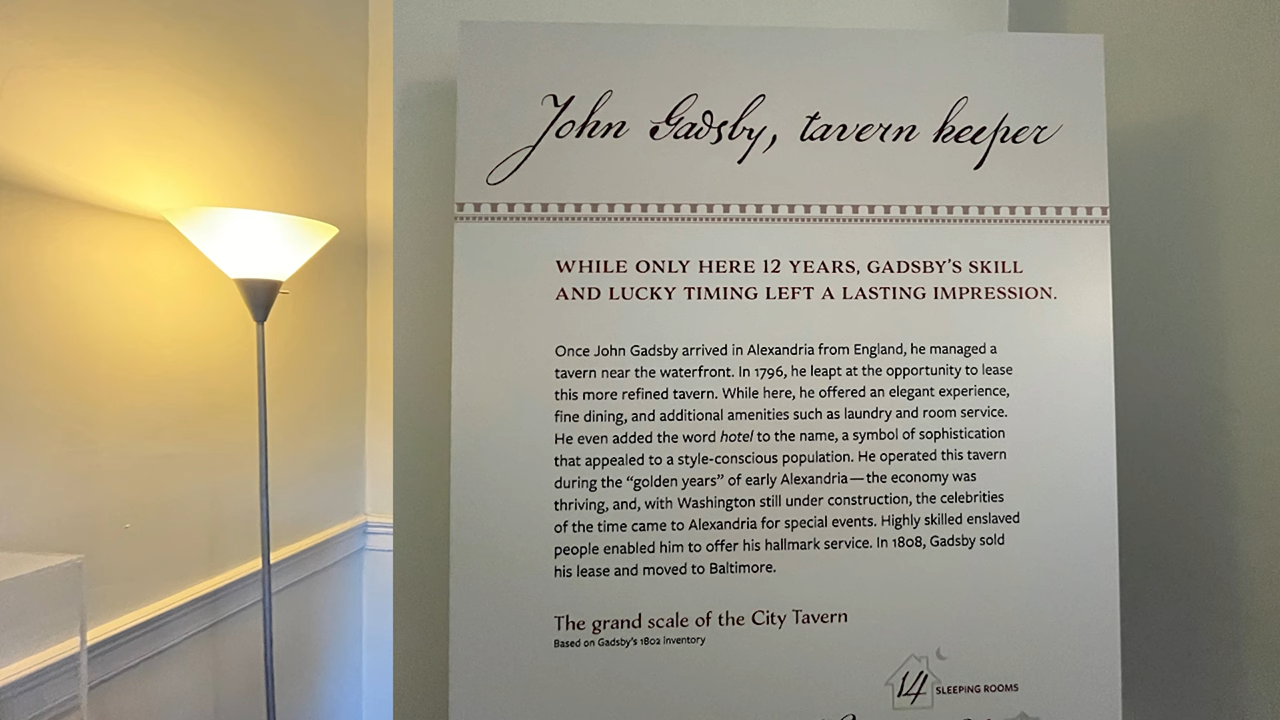 John Gadsby, tavern keeper
WHILE ONLY HERE 12 YEARS, GADSBY'S SKILL
AND LUCKY TIMING LEFT A LASTING IMPRESSION.
Once John Gadsby arrived in Alexandria from England, he managed a
tavern near the waterfront. In 1796, he leapt at the opportunity to lease
this more refined tavern. While here, he offered an elegant experience,
fine dining, and additional amenities such as laundry and room service.
He even added the word hotel to the name, a symbol of sophistication
that appealed to a style-conscious population. He operated this tavern
during the “golden years” of early Alexandria—the economy was
thriving, and, with Washington still under construction, the celebrities
of the time came to Alexandria for special events. Highly skilled enslaved
people enabled him to offer his hallmark service. In 1808, Gadsby sold
his lease and moved to Baltimore.
The grand scale of the City Tavern
Based on Gadsby's 1802 Inventory
14 SLEEPING ROOMS